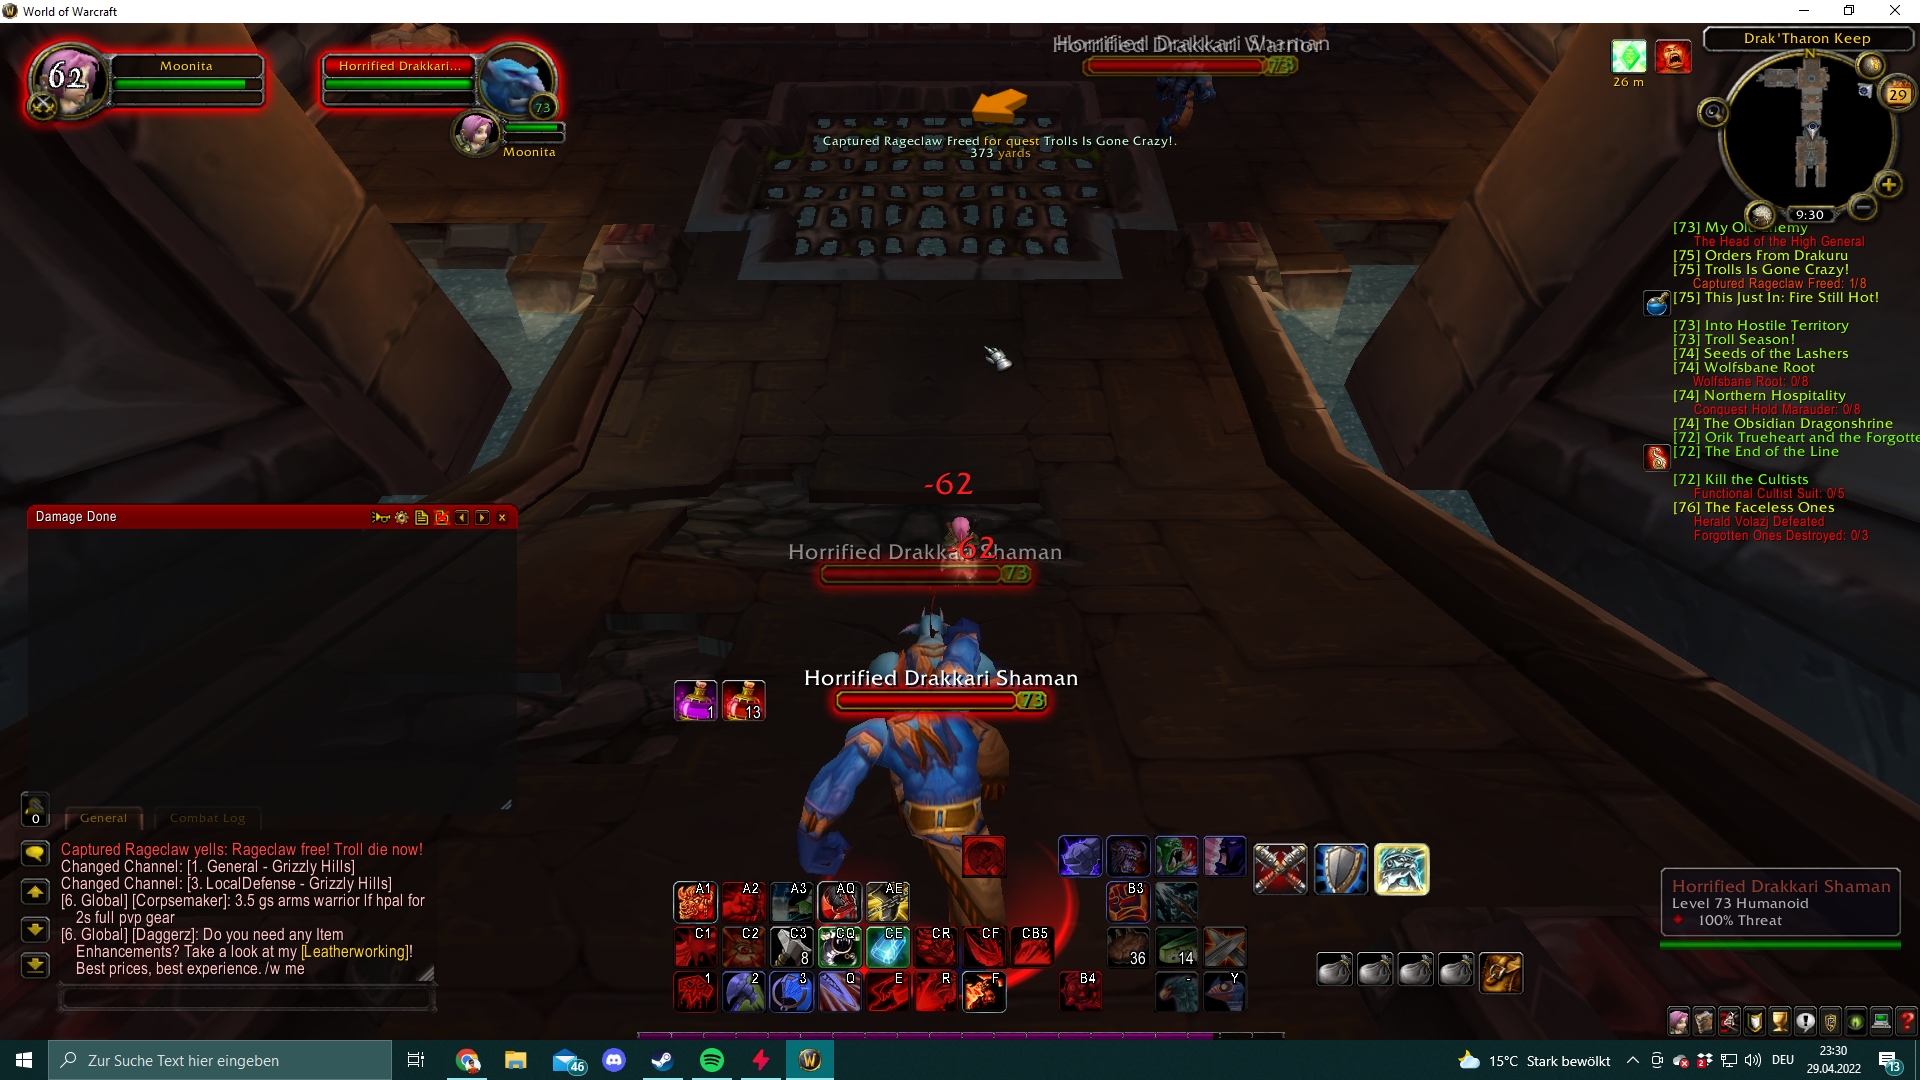 World of Warcraft
62
Moonita
Horrified Drakkari...
73
Moonita
Horrified Drakkari Shaman
73
Captured Rageclaw Freed for quest Trolls Is Gone Crazy!.
373 yards
26 m
Drak'Tharon Keep
N
29
9:30
[73] My Old Enemy
The Head of the High General
[75] Orders From Drakuru
[75] Trolls Is Gone Crazy!
Captured Rageclaw Freed: 1/8
[75] This Just In: Fire Still Hot!
[73] Into Hostile Territory
[73] Troll Season!
[74] Seeds of the Lashers
[74] Wolfsbane Root
Wolfsbane Root: 0/8
[74] Northern Hospitality
Conquest Hold Marauder: 0/8
[74] The Obsidian Dragonshrine
[72] Orik Trueheart and the Forgotte
[72] The End of the Line
[72] Kill the Cultists
Functional Cultist Suit: 0/5
[76] The Faceless Ones
Herald Volazj Defeated
Forgotten Ones Destroyed: 0/3
-62
-62
Horrified Drakkari Shaman
73
Horrified Drakkari Shaman
73
Damage Done
1
13
0
General
Combat Log
Captured Rageclaw yells: Rageclaw free! Troll die now!
Changed Channel: [1. General - Grizzly Hills]
Changed Channel: [3. LocalDefense - Grizzly Hills]
[6. Global] [Corpsemaker]: 3.5 gs arms warrior lf hpal for
2s full pvp gear
[6. Global] [Daggerz]: Do you need any Item
Enhancements? Take a look at my [Leatherworking]!
Best prices, best experience. /w me
A1 A2 A3 AQ AE B3
C1 C2 C3 8 CQ CE CR CF CB5 36 14
1 2 3 Q E R F B4 - Y
Horrified Drakkari Shaman
Level 73 Humanoid
100% Threat
Zur Suche Text hier eingeben
46
15°C Stark bewölkt
DEU
23:30
29.04.2022
13